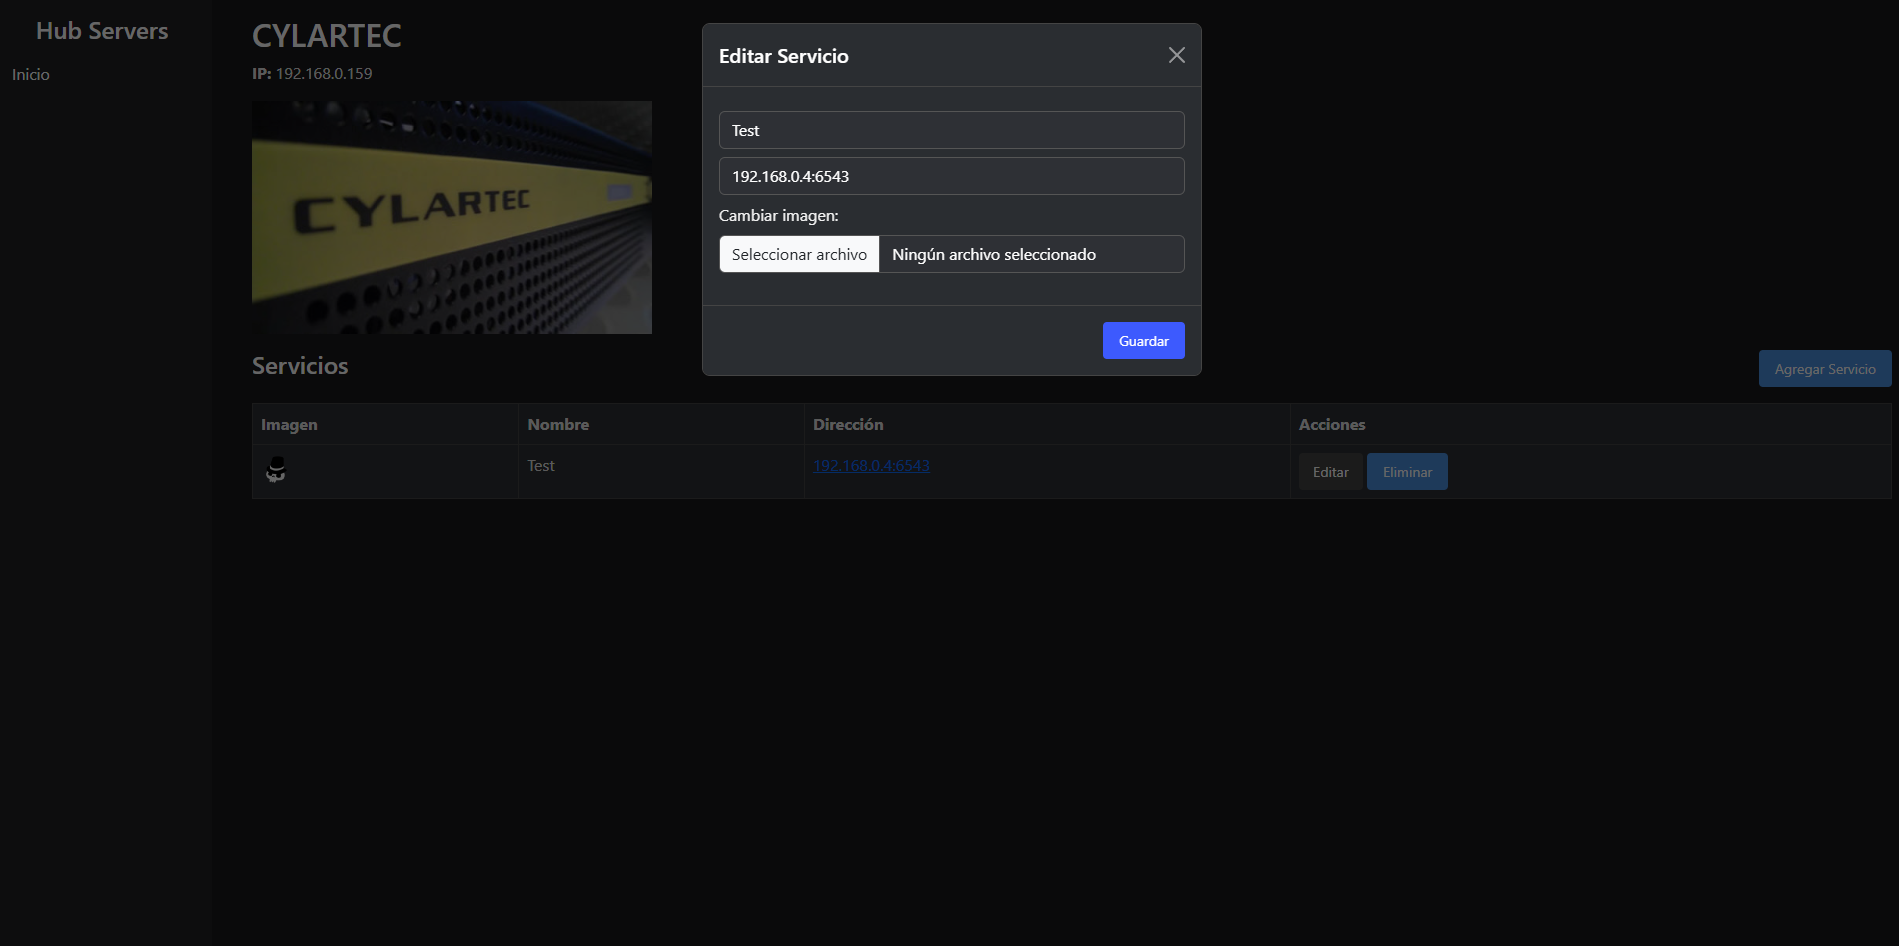 Hub Servers
Inicio
CYLARTEC
IP: 192.168.0.159
CYLARTEC
Editar Servicio
Test
192.168.0.4:6543
Cambiar imagen:
Seleccionar archivo Ningún archivo seleccionado
Guardar
Servicios
Agregar Servicio
Imagen Nombre Dirección Acciones
Test 192.168.0.4:6543 Editar Eliminar